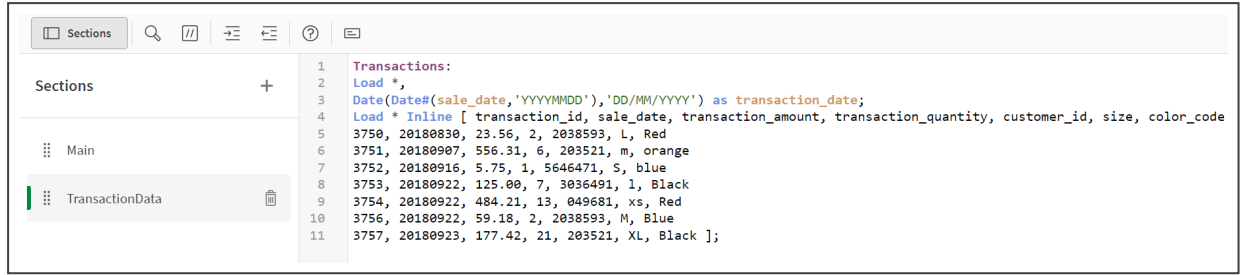 Sections
Sections
Main
TransactionData
1 Transactions:
2 Load *,
3 Date(Date#(sale_date,'YYYYMMDD'),'DD/MM/YYYY') as transaction_date;
4 Load * Inline [ transaction_id, sale_date, transaction_amount, transaction_quantity, customer_id, size, color_code
5 3750, 20180830, 23.56, 2, 2038593, L, Red
6 3751, 20180907, 556.31, 6, 203521, m, orange
7 3752, 20180916, 5.75, 1, 5646471, S, blue
8 3753, 20180922, 125.00, 7, 3036491, l, Black
9 3754, 20180922, 484.21, 13, 049681, xs, Red
10 3756, 20180922, 59.18, 2, 2038593, M, Blue
11 3757, 20180923, 177.42, 21, 203521, XL, Black ];